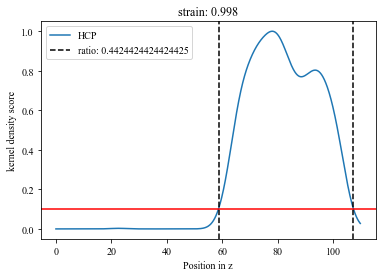 strain: 0.998
HCP
ratio: 0.4424424424424425
kernel density score
1.0
0.8
0.6
0.4
0.2
0.0
0 20 40 60 80 100
Position in z